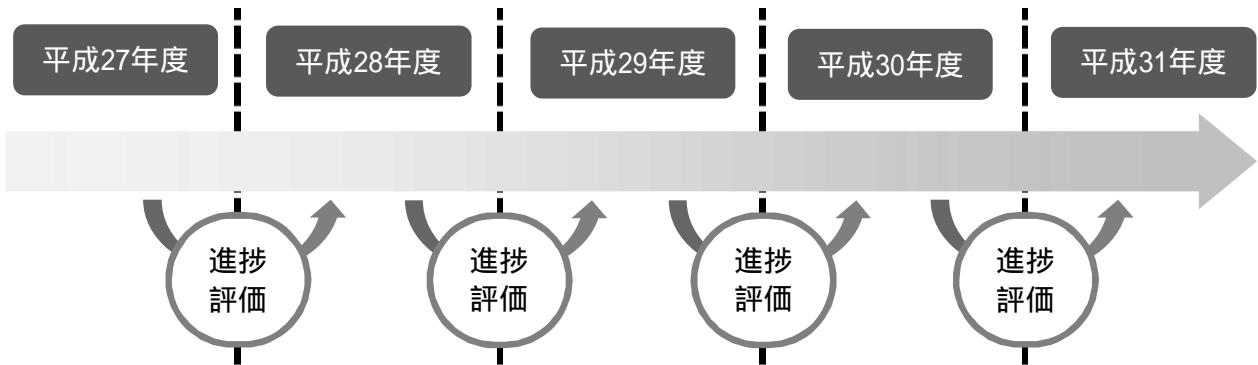 平成27年度
平成28年度
平成29年度
平成30年度
平成31年度
進捗
評価
進捗
評価
進捗
評価
進捗
評価